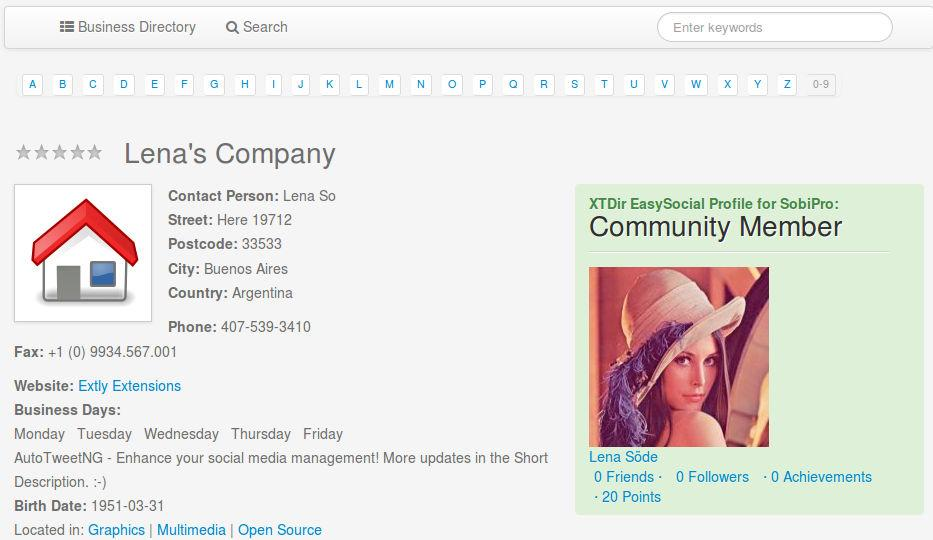 Business Directory Search Enter keywords
A B C D E F G H I J K L M N O P Q R S T U V W X Y Z 0-9
Lena's Company
Contact Person: Lena So
Street: Here 19712
Postcode: 33533
City: Buenos Aires
Country: Argentina
Phone: 407-539-3410
Fax: +1 (0) 9934.567.001
Website: Extly Extensions
Business Days:
Monday Tuesday Wednesday Thursday Friday
AutoTweetNG - Enhance your social media management! More updates in the Short
Description. :-)
Birth Date: 1951-03-31
Located in: Graphics | Multimedia | Open Source
XTDir EasySocial Profile for SobiPro:
Community Member
Lena Söde
0 Friends · 0 Followers · 0 Achievements
· 20 Points